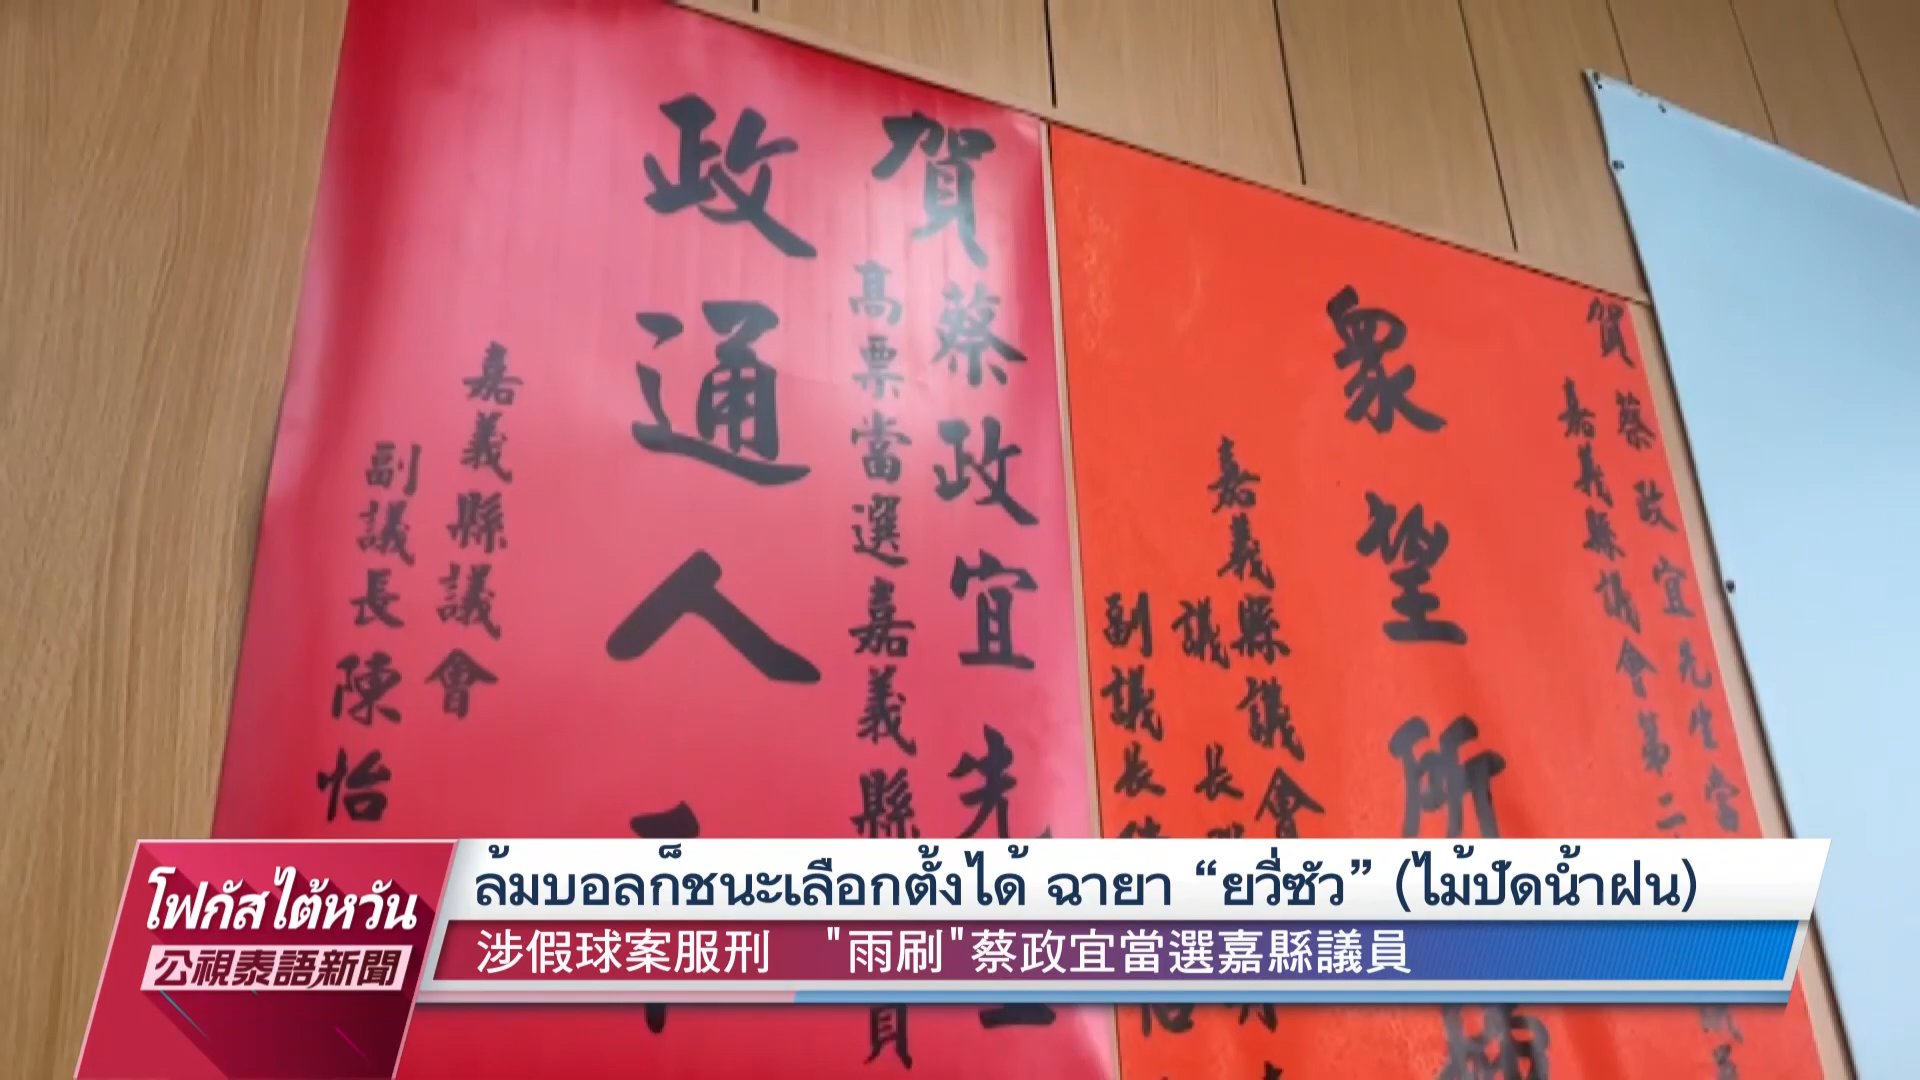 賀蔡政宜先生
高票當選嘉義縣
政通人
嘉義縣議會
副議長陳怡
賀蔡政宜先生當
嘉義縣議會第二
眾望所
嘉義縣議會
議長
副議長
โฟกัสไต้หวัน
公視泰語新聞
ล้มบอลก็ชนะเลือกตั้งได้ ฉายา “ยวี่ซัว” (ไม้ปัดน้ำฝน)
涉假球案服刑 "雨刷"蔡政宜當選嘉縣議員